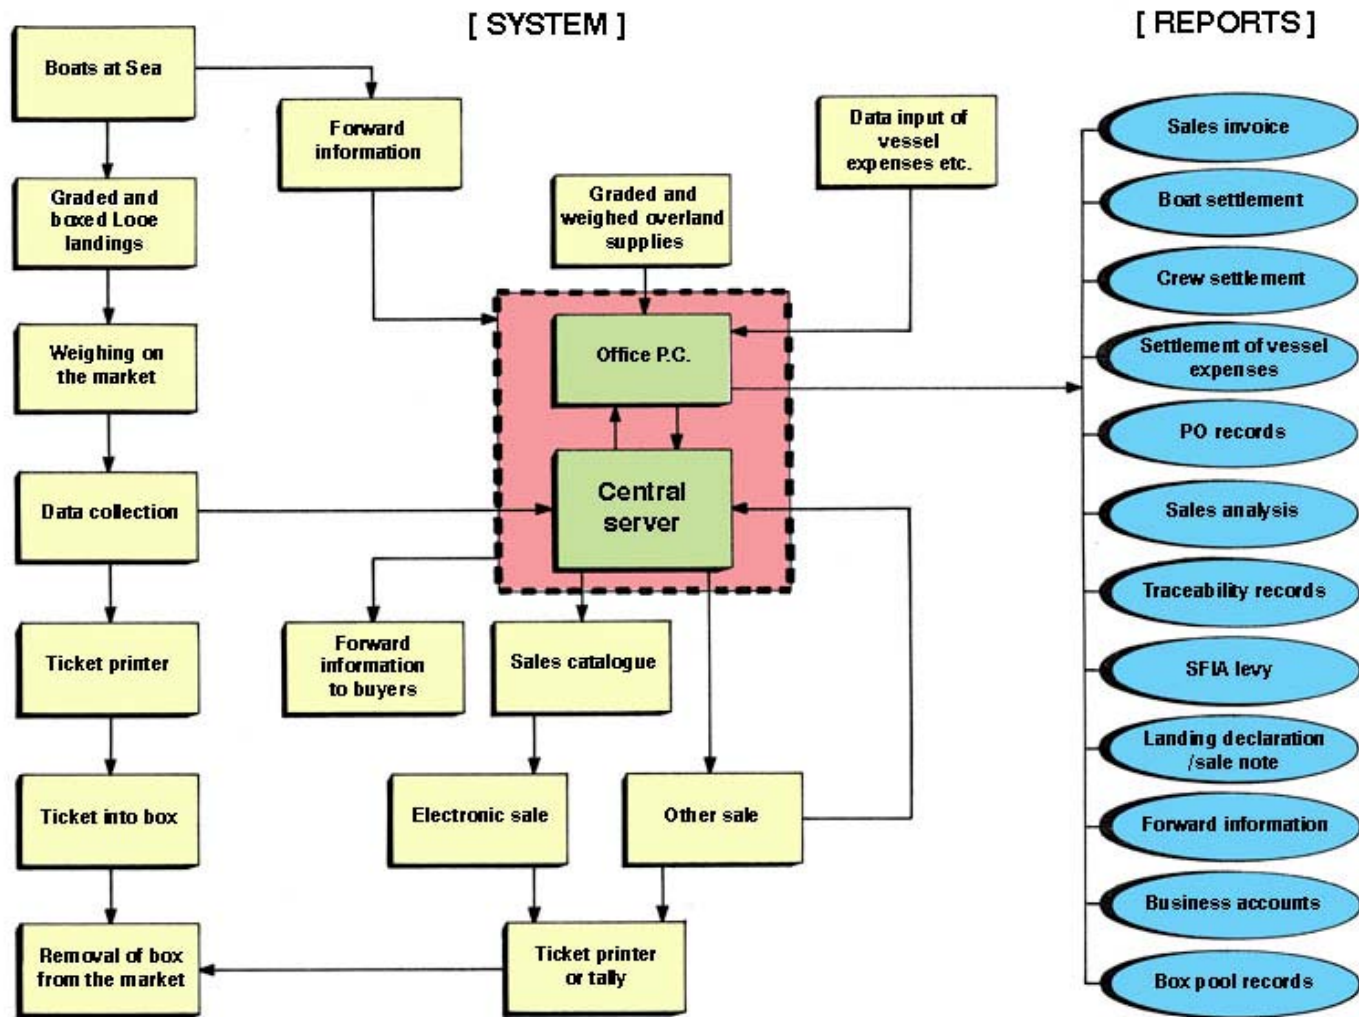 [ SYSTEM ]
[ REPORTS ]
Boats at Sea
Forward
information
Data input of
vessel
expenses etc.
Graded and
boxed Looe
landings
Graded and
weighed overland
supplies
Weighing on
the market
Office P.C.
Data collection
Central
server
Ticket printer
Forward
information
to buyers
Sales catalogue
Ticket into box
Electronic sale
Other sale
Removal of box
from the market
Ticket printer
or tally
Sales invoice
Boat settlement
Crew settlement
Settlement of vessel
expenses
PO records
Sales analysis
Traceability records
SFIA levy
Landing declaration
/sale note
Forward information
Business accounts
Box pool records